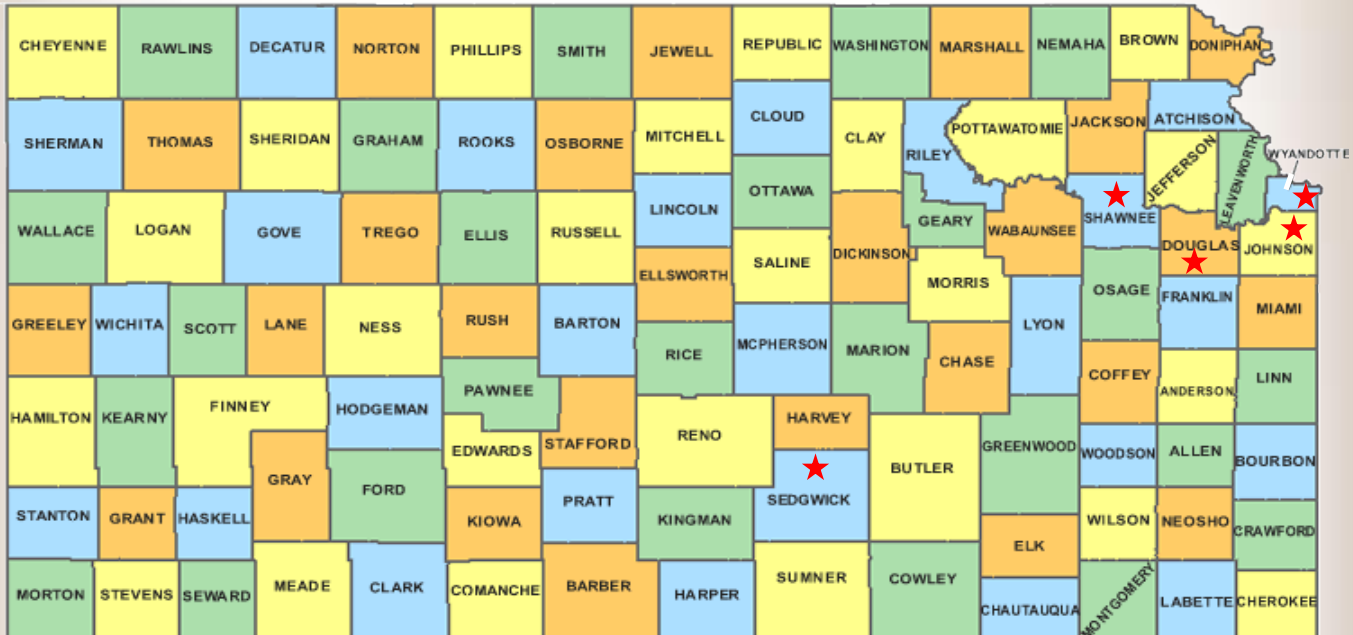 CHEYENNE
RAWLINS
DECATUR
NORTON
PHILLIPS
SMITH
JEWELL
REPUBLIC
WASHINGTON
MARSHALL
NEMAHA
BROWN
DONIPHAN
SHERMAN
THOMAS
SHERIDAN
GRAHAM
ROOKS
OSBORNE
MITCHELL
CLOUD
CLAY
RILEY
POTTAWATOMIE
JACKSON
ATCHISON
JEFFERSON
LEAVENWORTH
WYANDOTTE
WALLACE
LOGAN
GOVE
TREGO
ELLIS
RUSSELL
LINCOLN
OTTAWA
GEARY
WABAUNSEE
SHAWNEE
DOUGLAS
JOHNSON
ELLSWORTH
SALINE
DICKINSON
MORRIS
OSAGE
FRANKLIN
MIAMI
GREELEY
WICHITA
SCOTT
LANE
NESS
RUSH
BARTON
RICE
MCPHERSON
MARION
CHASE
LYON
COFFEY
ANDERSON
LINN
HAMILTON
KEARNY
FINNEY
HODGEMAN
PAWNEE
EDWARDS
STAFFORD
RENO
HARVEY
BUTLER
GREENWOOD
WOODSON
ALLEN
BOURBON
GRAY
FORD
SEDGWICK
STANTON
GRANT
HASKELL
KIOWA
PRATT
KINGMAN
ELK
WILSON
NEOSHO
CRAWFORD
MORTON
STEVENS
SEWARD
MEADE
CLARK
COMANCHE
BARBER
HARPER
SUMNER
COWLEY
CHAUTAUQUA
MONTGOMERY
LABETTE
CHEROKEE